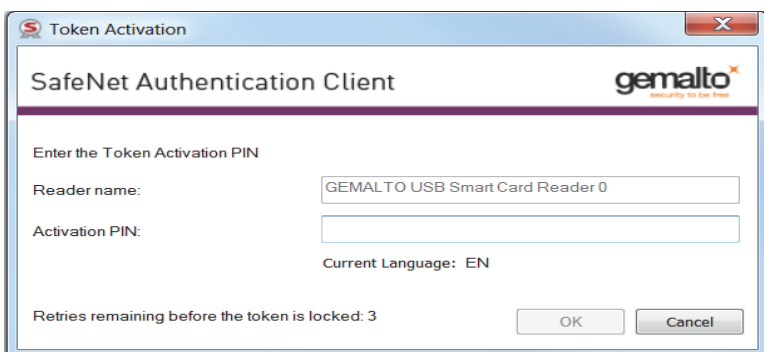 Token Activation
SafeNet Authentication Client
gemalto
security to be free
Enter the Token Activation PIN
Reader name: GEMALTO USB Smart Card Reader 0
Activation PIN:
Current Language: EN
Retries remaining before the token is locked: 3
OK Cancel